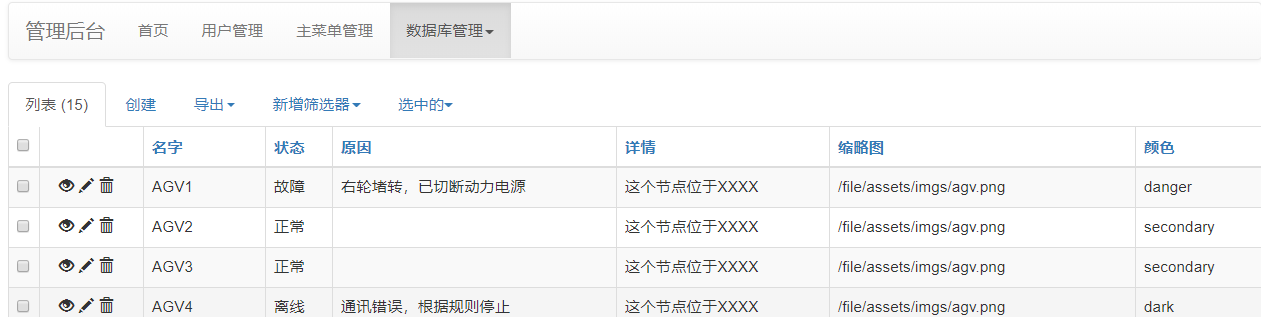 管理后台 首页 用户管理 主菜单管理 数据库管理
列表 (15) 创建 导出 新增筛选器 选中的
名字 状态 原因 详情 缩略图 颜色
AGV1 故障 右轮堵转，已切断动力电源 这个节点位于XXXX /file/assets/imgs/agv.png danger
AGV2 正常 这个节点位于XXXX /file/assets/imgs/agv.png secondary
AGV3 正常 这个节点位于XXXX /file/assets/imgs/agv.png secondary
AGV4 离线 通讯错误，根据规则停止 这个节点位于XXXX /file/assets/imgs/agv.png dark